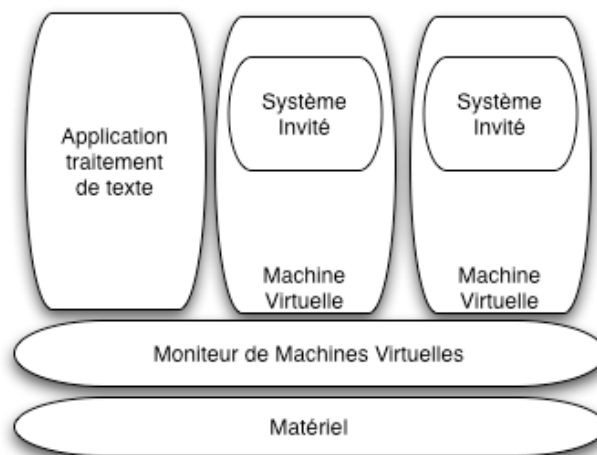 Application
traitement
de texte
Système
Invité
Machine
Virtuelle
Système
Invité
Machine
Virtuelle
Moniteur de Machines Virtuelles
Matériel